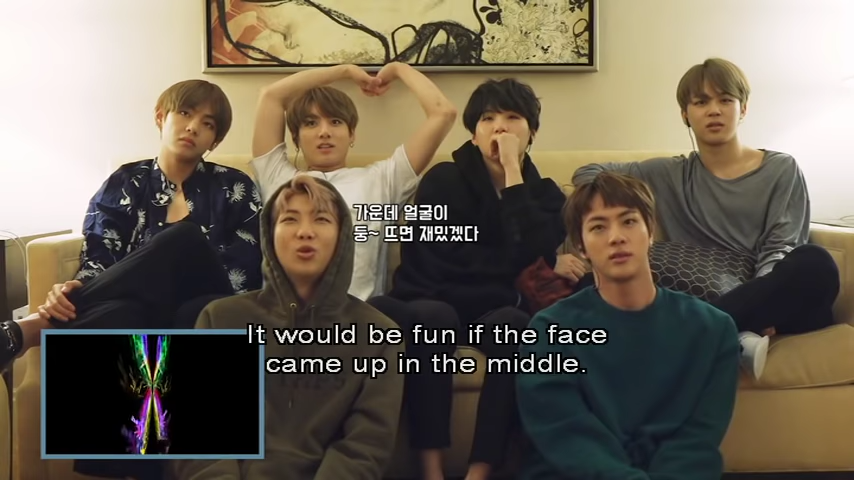 가운데 얼굴이
둥~ 뜨면 재밌겠다
It would be fun if the face
came up in the middle.